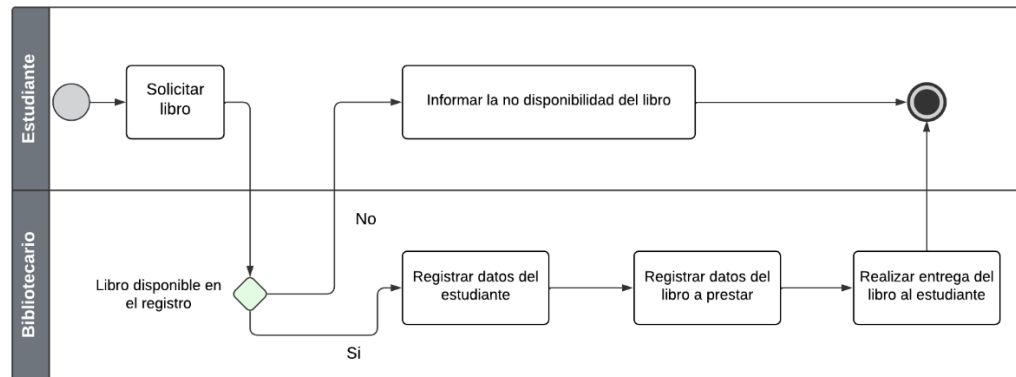 Estudiante
Solicitar
libro
Informar la no disponibilidad del libro
Bibliotecario
Libro disponible en
el registro
No
Si
Registrar datos del
estudiante
Registrar datos del
libro a prestar
Realizar entrega del
libro al estudiante